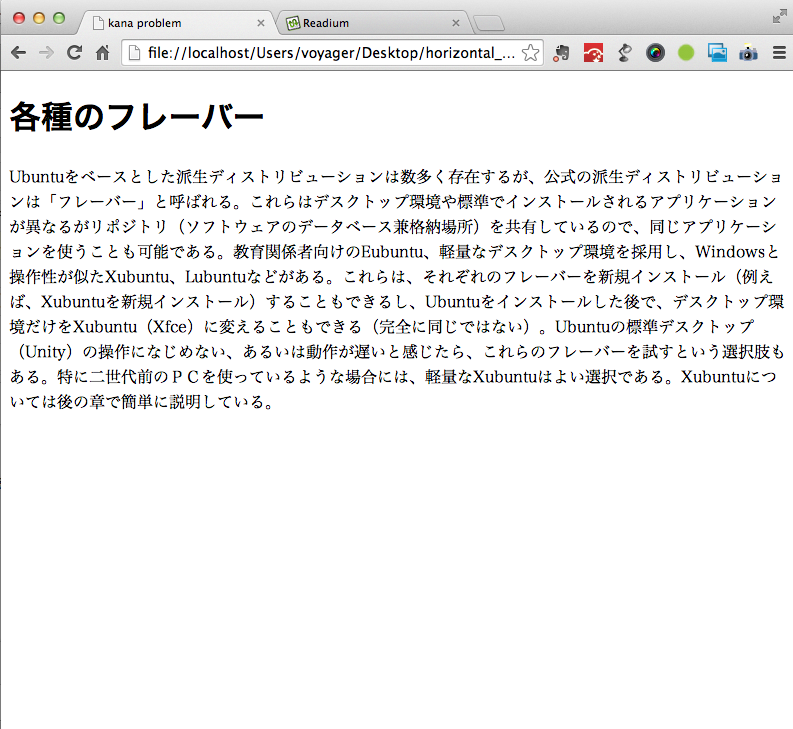 kana problem
Readium
file://localhost/Users/voyager/Desktop/horizontal_...
各種のフレーバー
Ubuntuをベースとした派生ディストリビューションは数多く存在するが、公式の派生ディストリビューショ
ンは「フレーバー」と呼ばれる。これらはデスクトップ環境や標準でインストールされるアプリケーション
が異なるがリポジトリ（ソフトウェアのデータベース兼格納場所）を共有しているので、同じアプリケーシ
ョンを使うことも可能である。教育関係者向けのEubuntu、軽量なデスクトップ環境を採用し、Windowsと
操作性が似たXubuntu、Lubuntuなどがある。これらは、それぞれのフレーバーを新規インストール（例え
ば、Xubuntuを新規インストール）することもできるし、Ubuntuをインストールした後で、デスクトップ環
境だけをXubuntu（Xfce）に変えることもできる（完全に同じではない）。Ubuntuの標準デスクトップ
（Unity）の操作になじめない、あるいは動作が遅いと感じたら、これらのフレーバーを試すという選択肢も
ある。特に二世代前のＰＣを使っているような場合には、軽量なXubuntuはよい選択である。Xubuntuにつ
いては後の章で簡単に説明している。